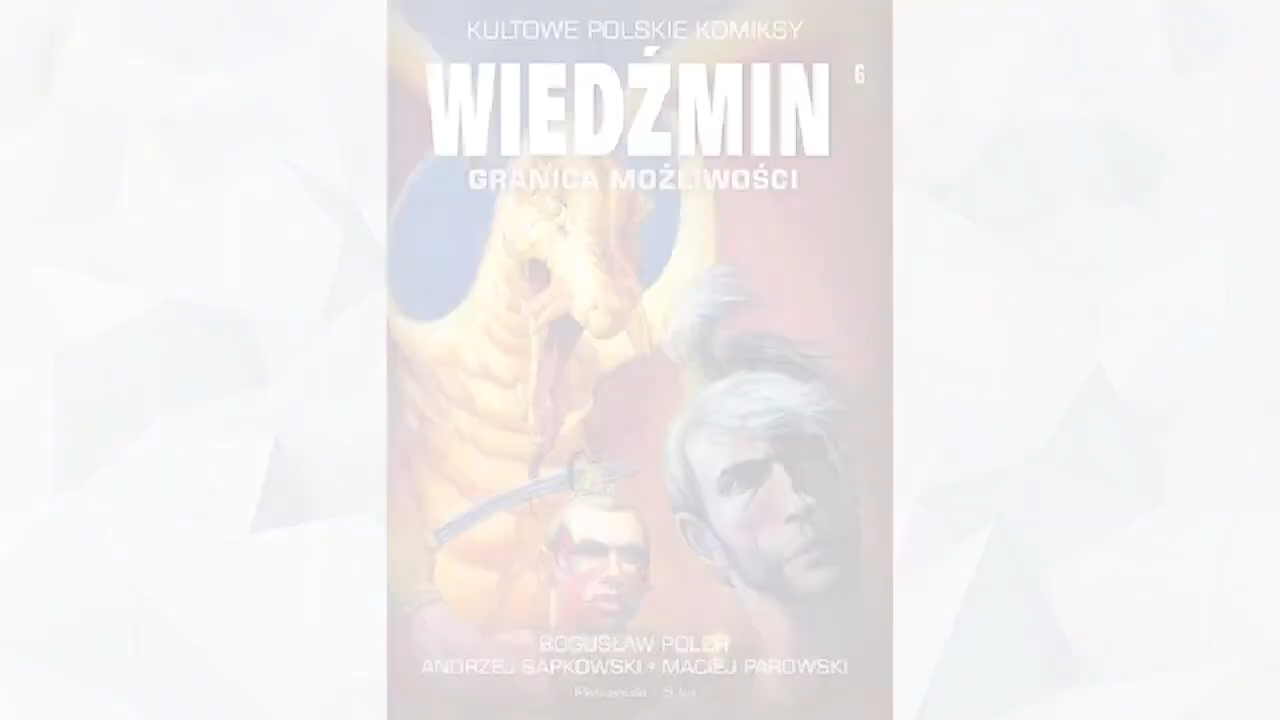 KULTOWE POLSKIE KOMIKSY
WIEDŹMIN
6
GRANICA MOŻLIWOŚCI
BOGUSŁAW POLCH
ANDRZEJ SAPKOWSKI • MACIEJ PAROWSKI